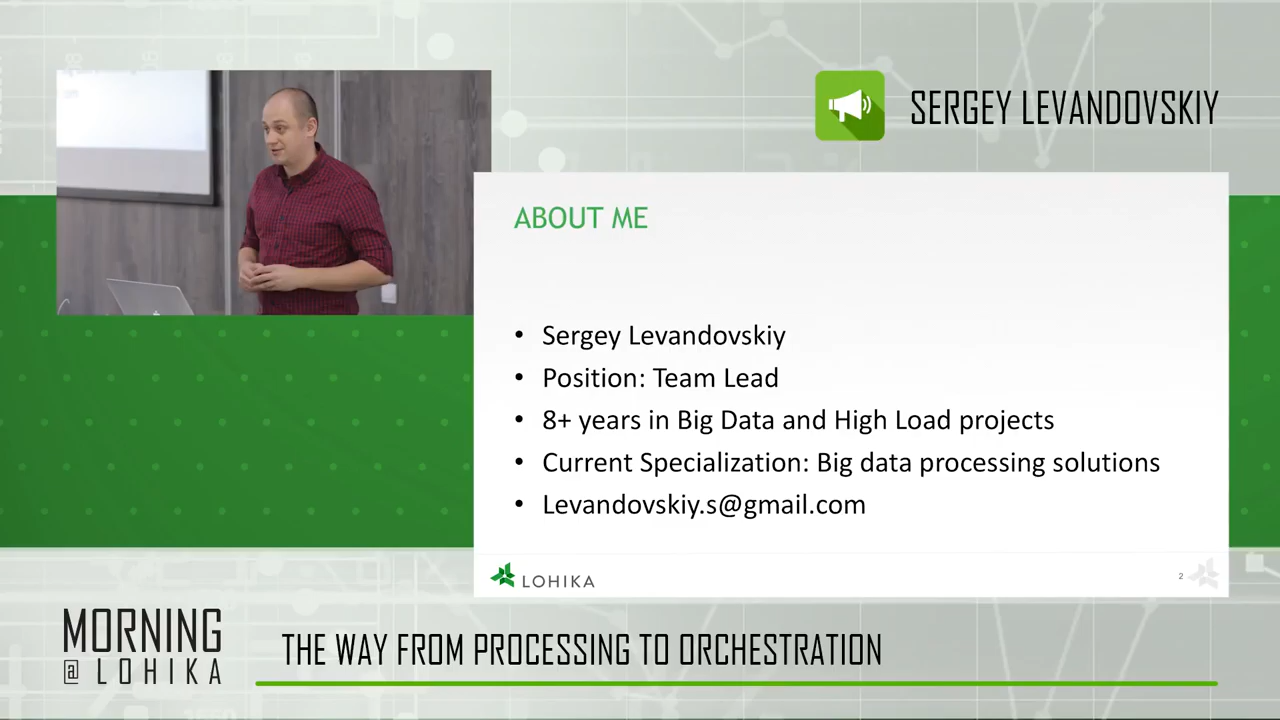 SERGEY LEVANDOVSKIY
ABOUT ME
• Sergey Levandovskiy
• Position: Team Lead
• 8+ years in Big Data and High Load projects
• Current Specialization: Big data processing solutions
• Levandovskiy.s@gmail.com
LOHIKA
2
MORNING
@ LOHIKA
THE WAY FROM PROCESSING TO ORCHESTRATION